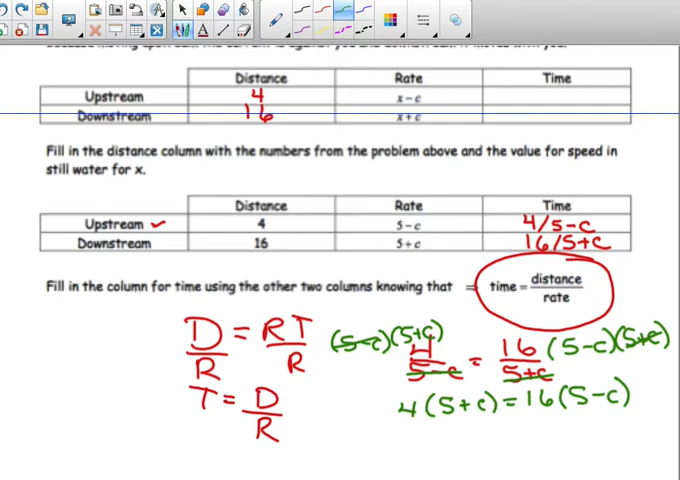 Distance Rate Time
Upstream 4 x - c
Downstream 16 x + c
Fill in the distance column with the numbers from the problem above and the value for speed in
still water for x.
Distance Rate Time
Upstream ✓ 4 5 - c 4/5-c
Downstream 16 5 + c 16/5+c
Fill in the column for time using the other two columns knowing that ⇒ time = distance/rate
D/R = RT/R
T = D/R
(5-c)(5+c) 4/5-c = 16/5+c (5-c)(5+c)
4(5+c) = 16(5-c)